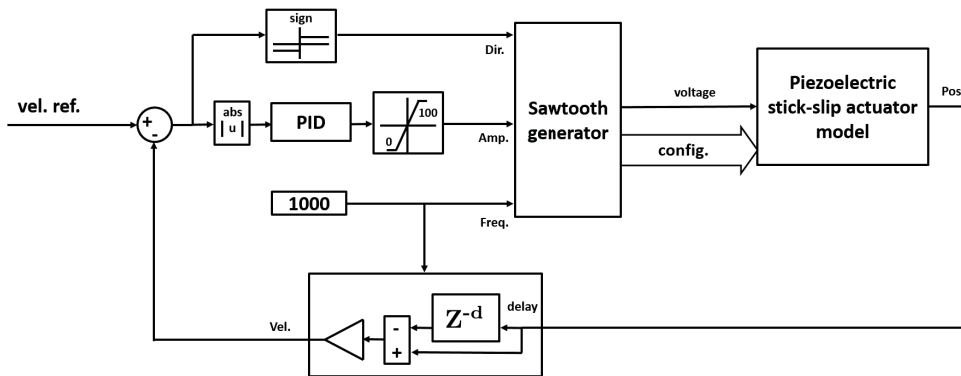 sign
Dir.
vel. ref.
+
-
abs
|u|
PID
100
0
Amp.
Sawtooth
generator
voltage
config.
Piezoelectric
stick-slip actuator
model
Pos
1000
Freq.
Vel.
-
+
Z-d
delay